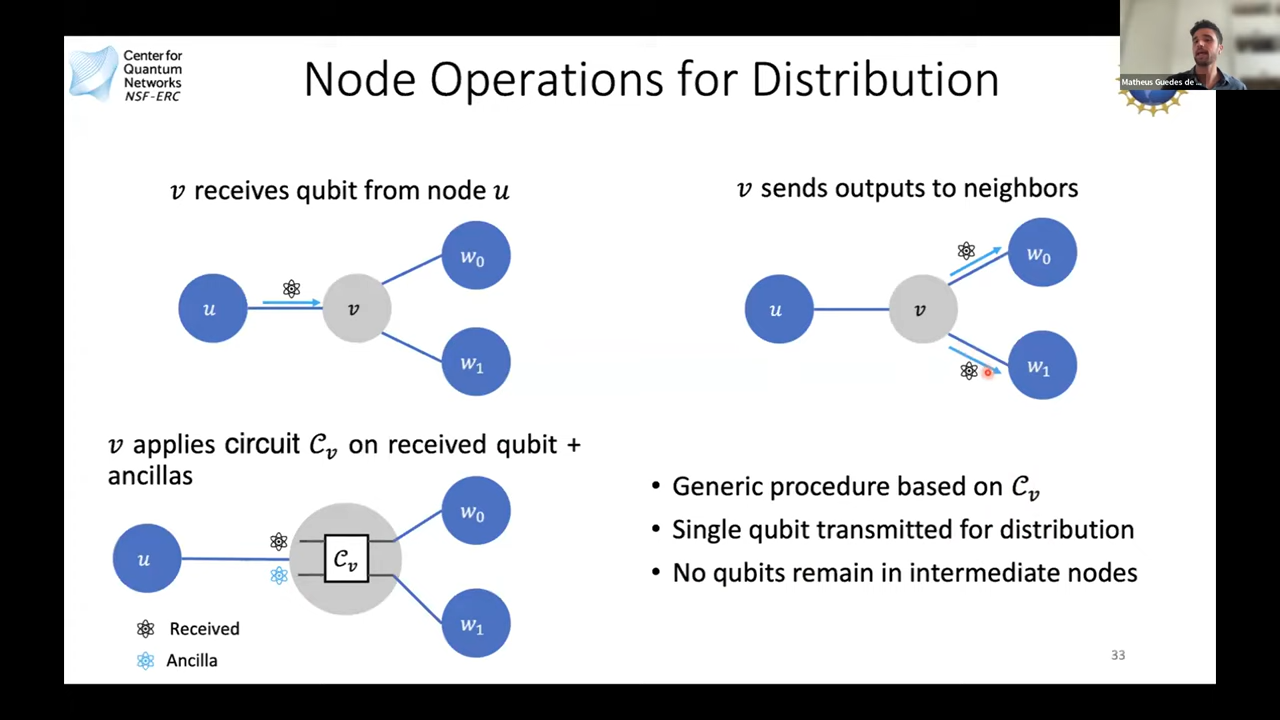 Center for
Quantum
Networks
NSF-ERC
Node Operations for Distribution
Matheus Guedes de ...
v receives qubit from node u
u
v
w₀
w₁
v sends outputs to neighbors
u
v
w₀
w₁
v applies circuit 𝒞ᵥ on received qubit +
ancillas
u
𝒞ᵥ
w₀
w₁
Received
Ancilla
• Generic procedure based on 𝒞ᵥ
• Single qubit transmitted for distribution
• No qubits remain in intermediate nodes
33